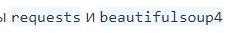 ы requests и beautifulsoup4